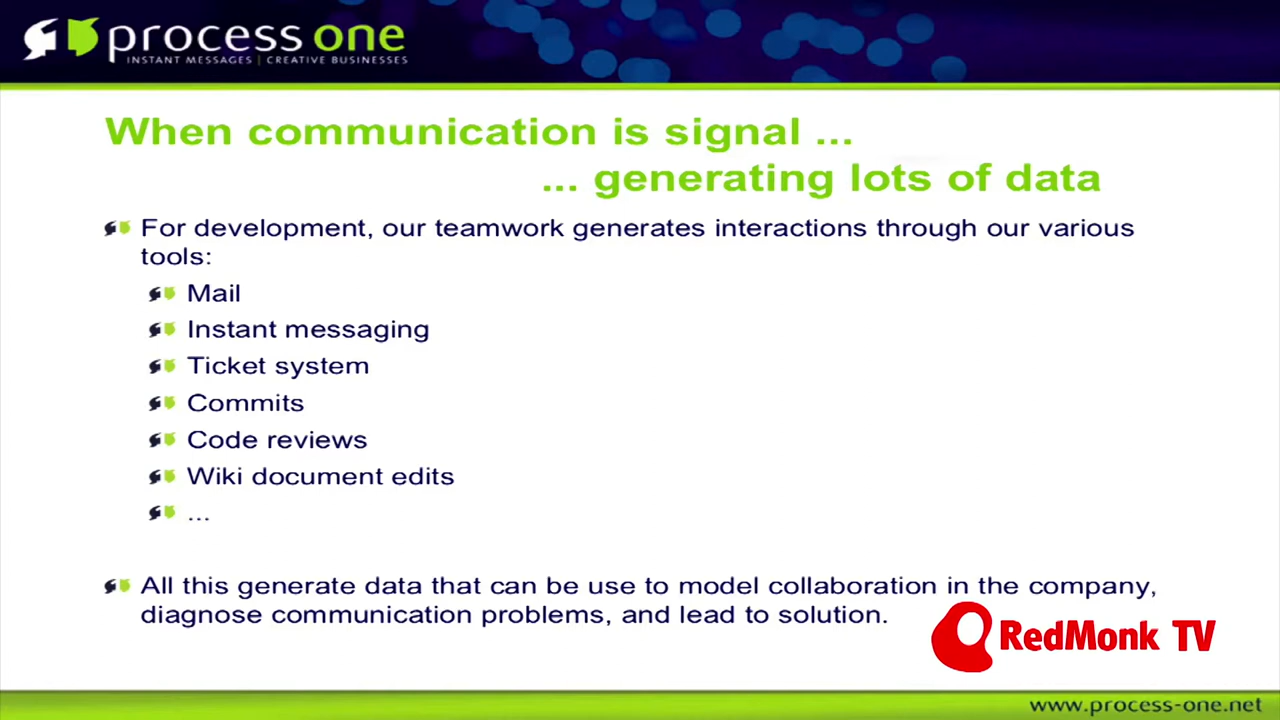 process one
INSTANT MESSAGES | CREATIVE BUSINESSES
When communication is signal ...
... generating lots of data
For development, our teamwork generates interactions through our various
tools:
Mail
Instant messaging
Ticket system
Commits
Code reviews
Wiki document edits
...
All this generate data that can be use to model collaboration in the company,
diagnose communication problems, and lead to solution.
RedMonk TV
www.process-one.net